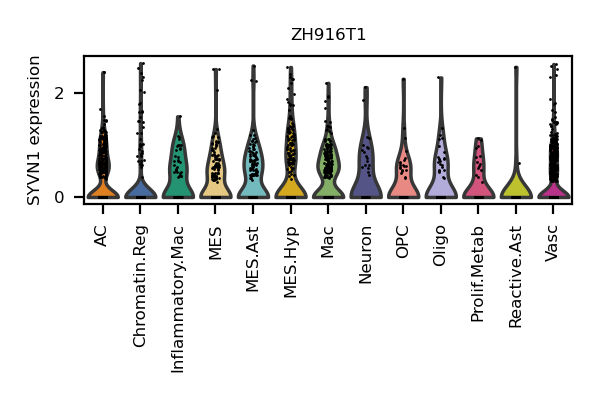 ZH916T1
SYVN1 expression
2
0
AC
Chromatin.Reg
Inflammatory.Mac
MES
MES.Ast
MES.Hyp
Mac
Neuron
OPC
Oligo
Prolif.Metab
Reactive.Ast
Vasc